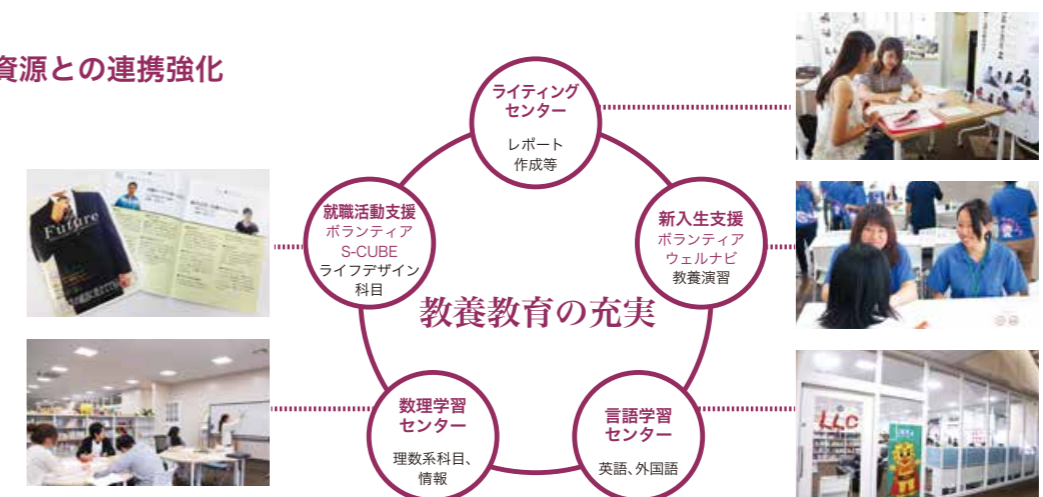 資源との連携強化
ライティング
センター
レポート
作成等
就職活動支援
ボランティア
S-CUBE
ライフデザイン
科目
新入生支援
ボランティア
ウェルナビ
教養演習
教養教育の充実
数理学習
センター
理数系科目、
情報
言語学習
センター
英語、外国語
Future
LLC